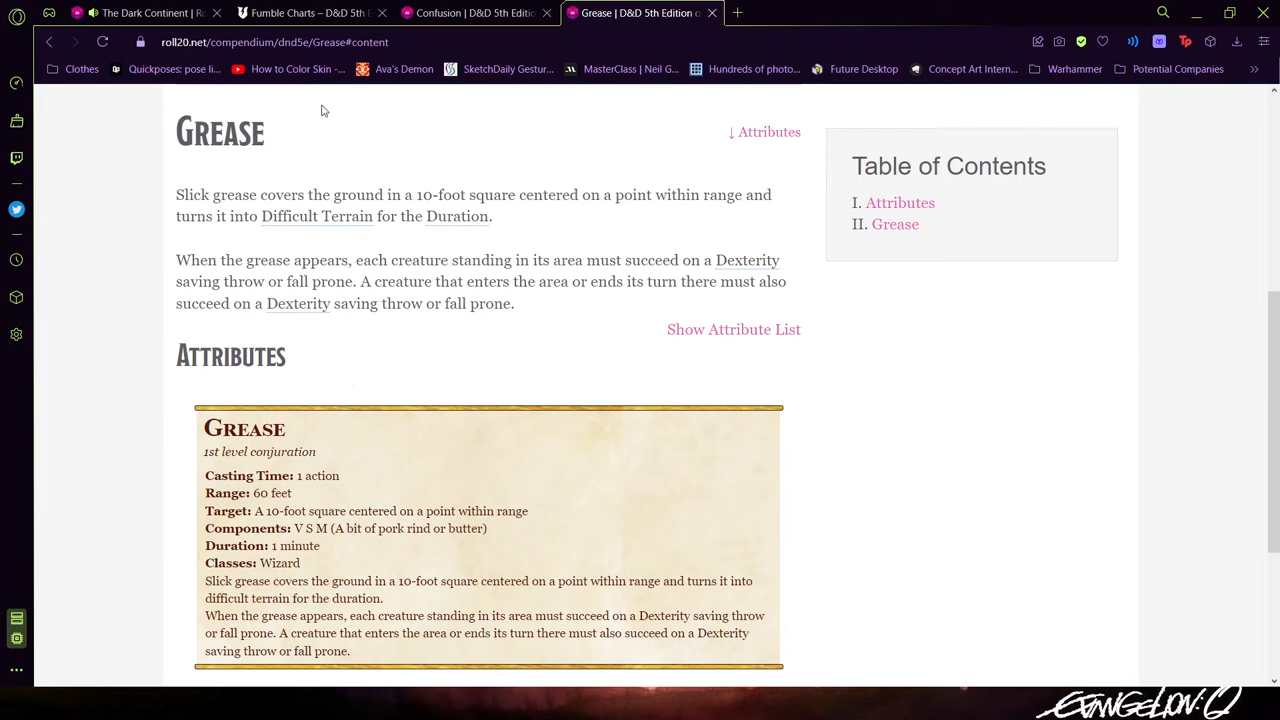 The Dark Continent | Ro
Fumble Charts – D&D 5th E
Confusion | D&D 5th Editio
Grease | D&D 5th Edition o
roll20.net/compendium/dnd5e/Grease#content
Clothes
Quickposes: pose li...
How to Color Skin -...
Ava's Demon
SketchDaily Gestur...
MasterClass | Neil G...
Hundreds of photo...
Future Desktop
Concept Art Intern...
Warhammer
Potential Companies
Grease
↓ Attributes
Slick grease covers the ground in a 10-foot square centered on a point within range and
turns it into Difficult Terrain for the Duration.
When the grease appears, each creature standing in its area must succeed on a Dexterity
saving throw or fall prone. A creature that enters the area or ends its turn there must also
succeed on a Dexterity saving throw or fall prone.
Show Attribute List
Attributes
Grease
1st level conjuration
Casting Time: 1 action
Range: 60 feet
Target: A 10-foot square centered on a point within range
Components: V S M (A bit of pork rind or butter)
Duration: 1 minute
Classes: Wizard
Slick grease covers the ground in a 10-foot square centered on a point within range and turns it into
difficult terrain for the duration.
When the grease appears, each creature standing in its area must succeed on a Dexterity saving throw
or fall prone. A creature that enters the area or ends its turn there must also succeed on a Dexterity
saving throw or fall prone.
Table of Contents
I. Attributes
II. Grease
EVANGELION:Q